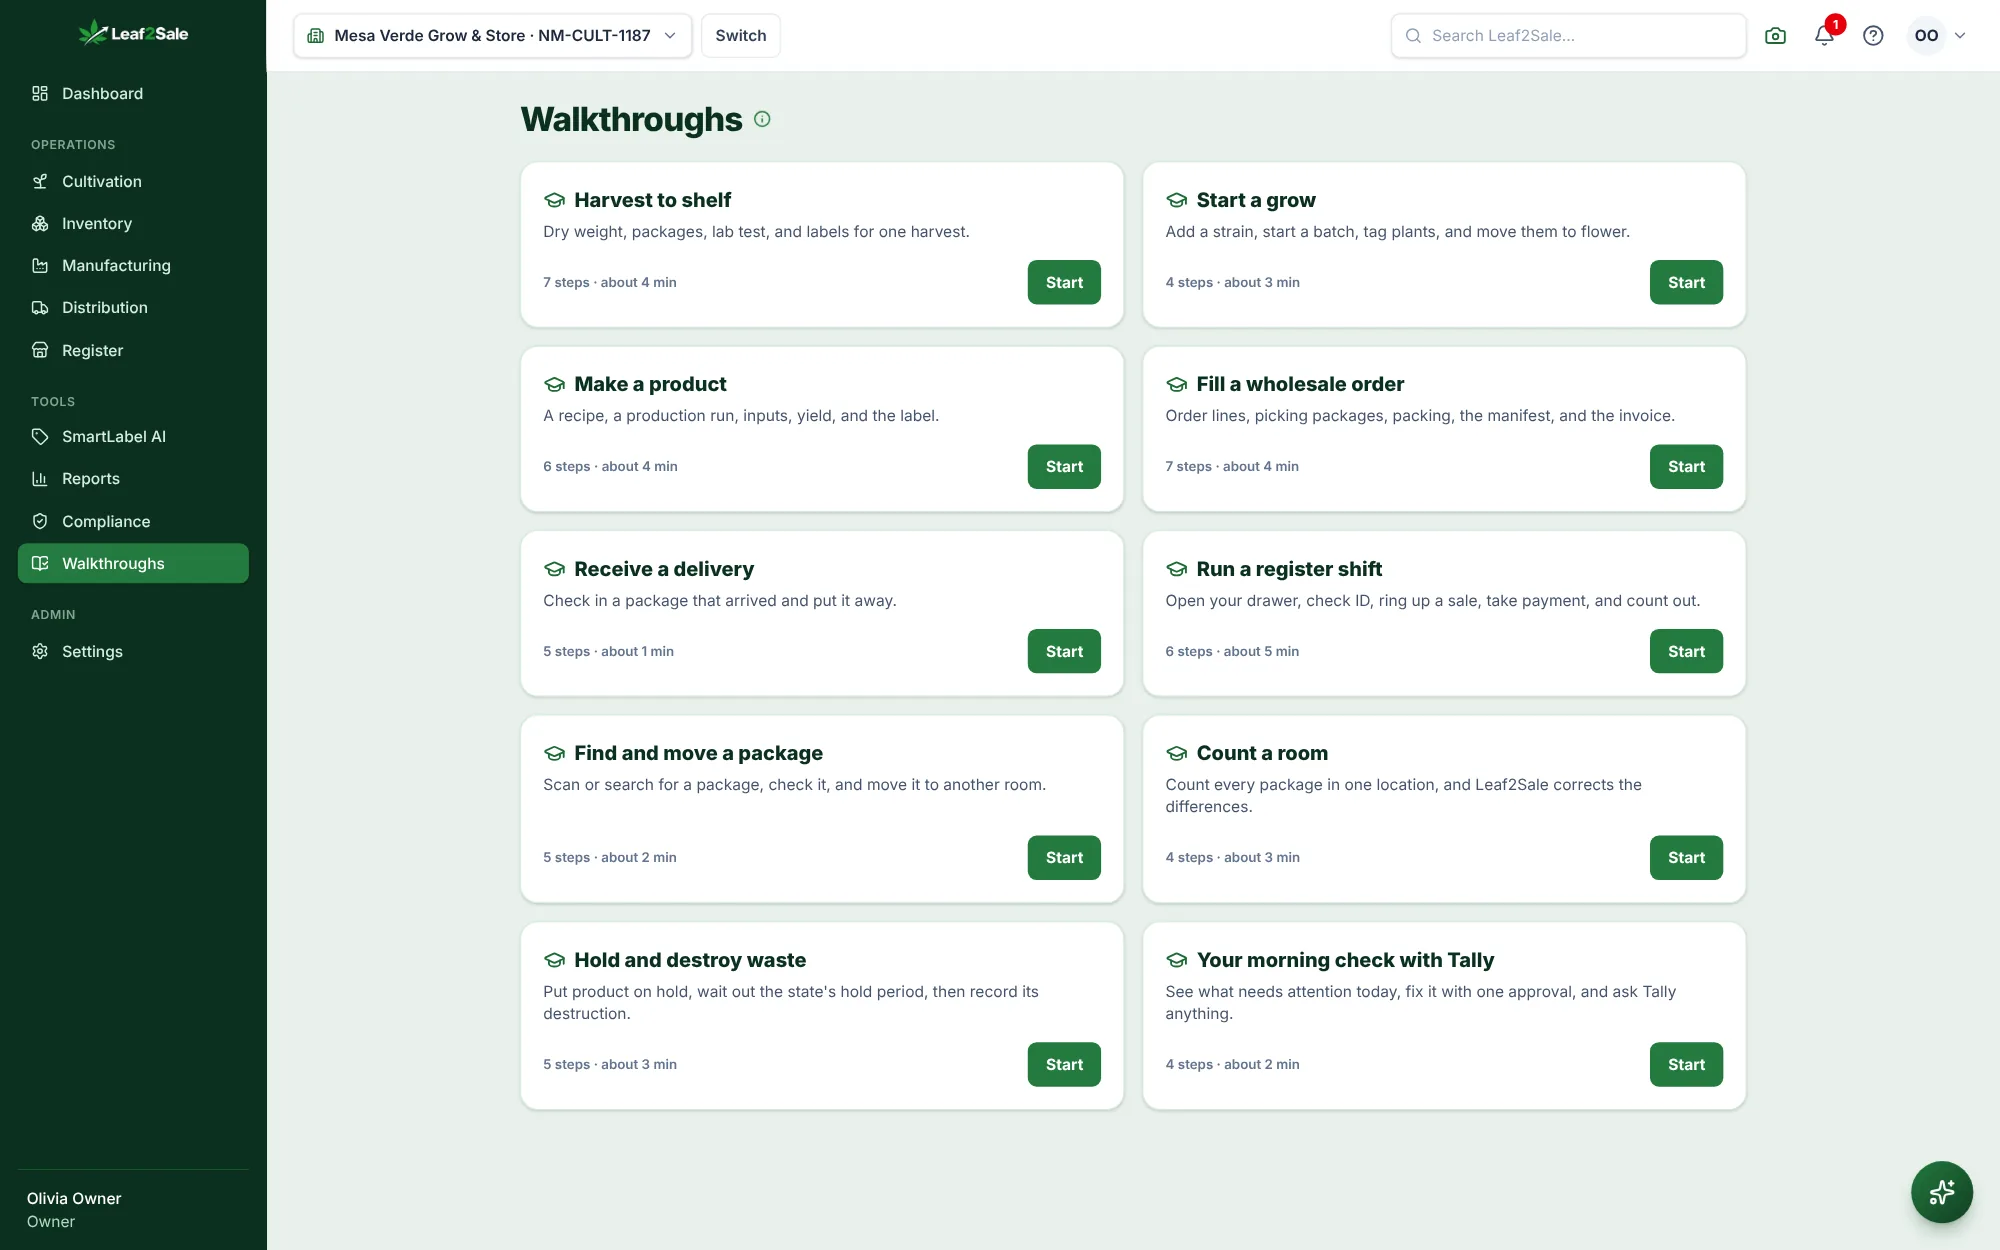 Leaf2Sale
Mesa Verde Grow & Store · NM-CULT-1187
Switch
Search Leaf2Sale...
1
OO
Dashboard
OPERATIONS
Cultivation
Inventory
Manufacturing
Distribution
Register
TOOLS
SmartLabel AI
Reports
Compliance
Walkthroughs
ADMIN
Settings
Olivia Owner
Owner
Walkthroughs
Harvest to shelf
Dry weight, packages, lab test, and labels for one harvest.
7 steps · about 4 min
Start
Start a grow
Add a strain, start a batch, tag plants, and move them to flower.
4 steps · about 3 min
Start
Make a product
A recipe, a production run, inputs, yield, and the label.
6 steps · about 4 min
Start
Fill a wholesale order
Order lines, picking packages, packing, the manifest, and the invoice.
7 steps · about 4 min
Start
Receive a delivery
Check in a package that arrived and put it away.
5 steps · about 1 min
Start
Run a register shift
Open your drawer, check ID, ring up a sale, take payment, and count out.
6 steps · about 5 min
Start
Find and move a package
Scan or search for a package, check it, and move it to another room.
5 steps · about 2 min
Start
Count a room
Count every package in one location, and Leaf2Sale corrects the
differences.
4 steps · about 3 min
Start
Hold and destroy waste
Put product on hold, wait out the state's hold period, then record its
destruction.
5 steps · about 3 min
Start
Your morning check with Tally
See what needs attention today, fix it with one approval, and ask Tally
anything.
4 steps · about 2 min
Start